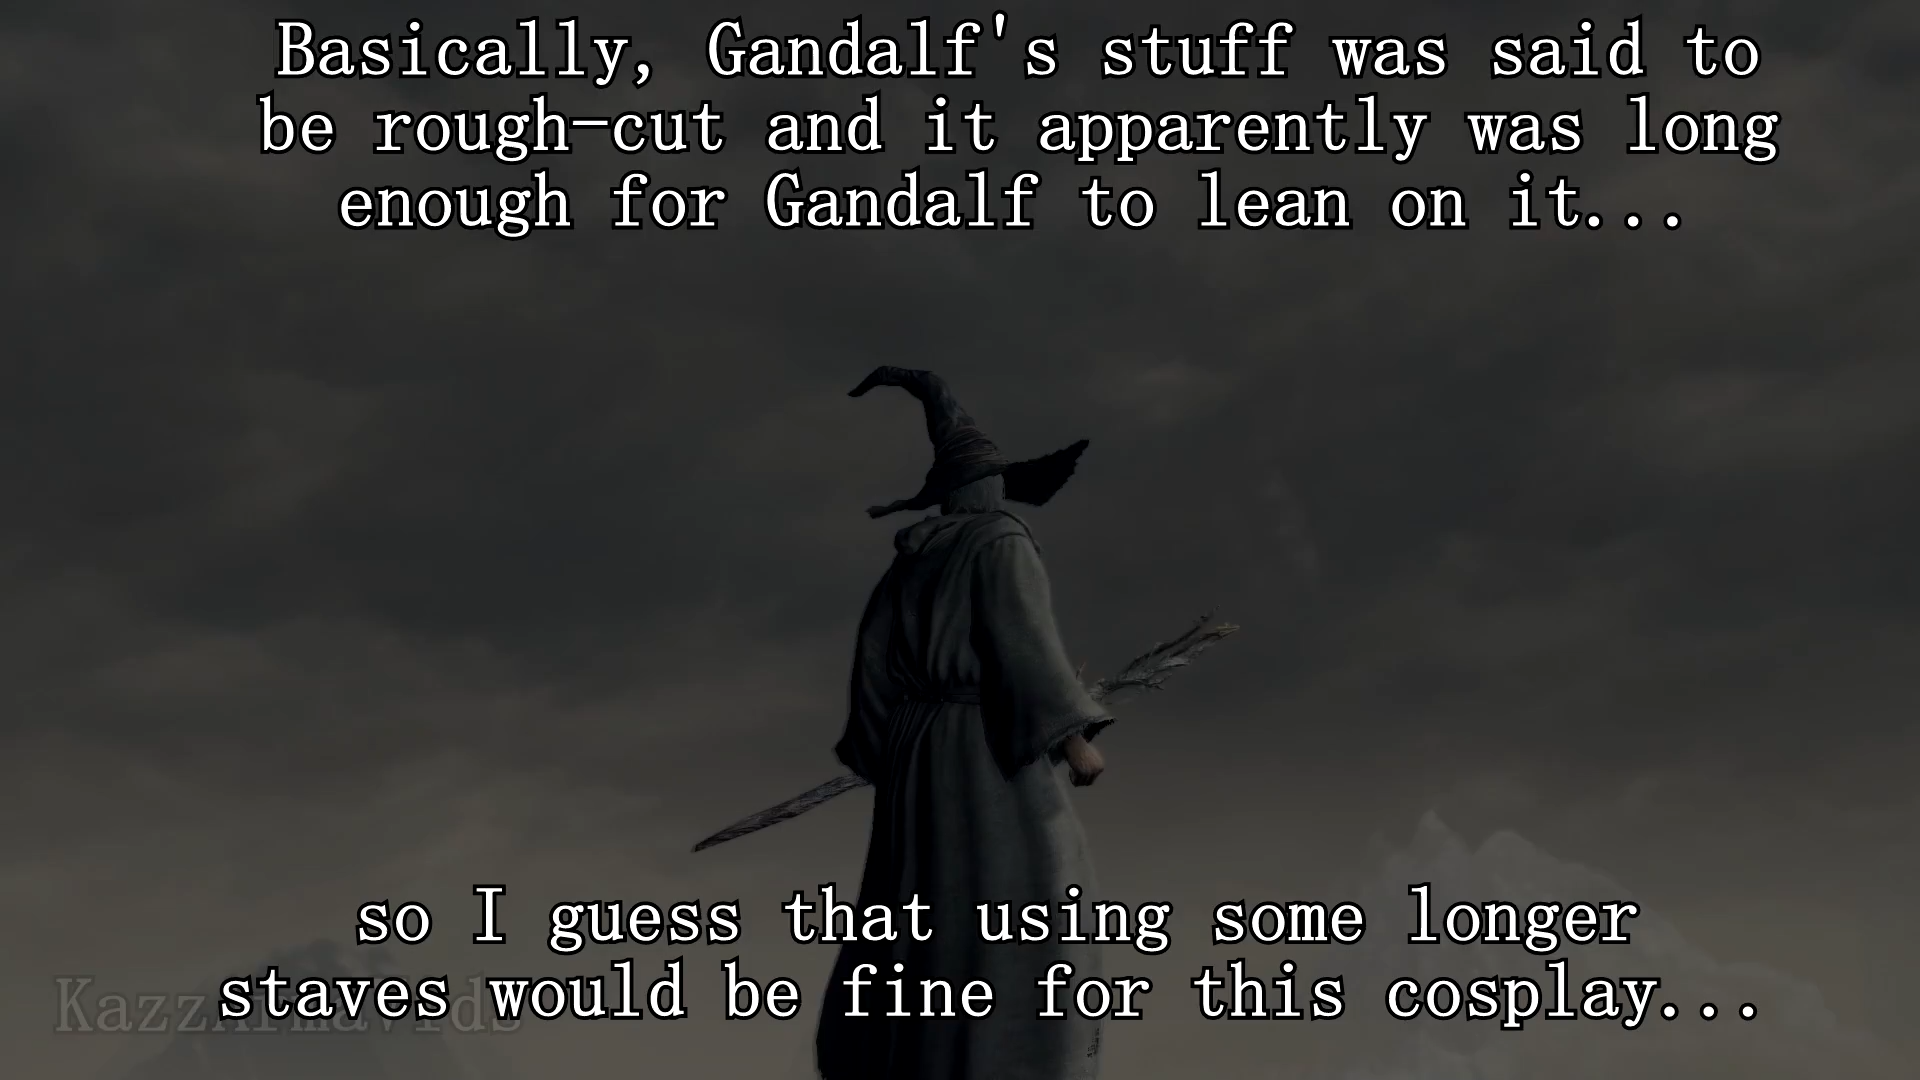 Basically, Gandalf's stuff was said to
be rough-cut and it apparently was long
enough for Gandalf to lean on it...
so I guess that using some longer
staves would be fine for this cosplay...
KazzArmaVids